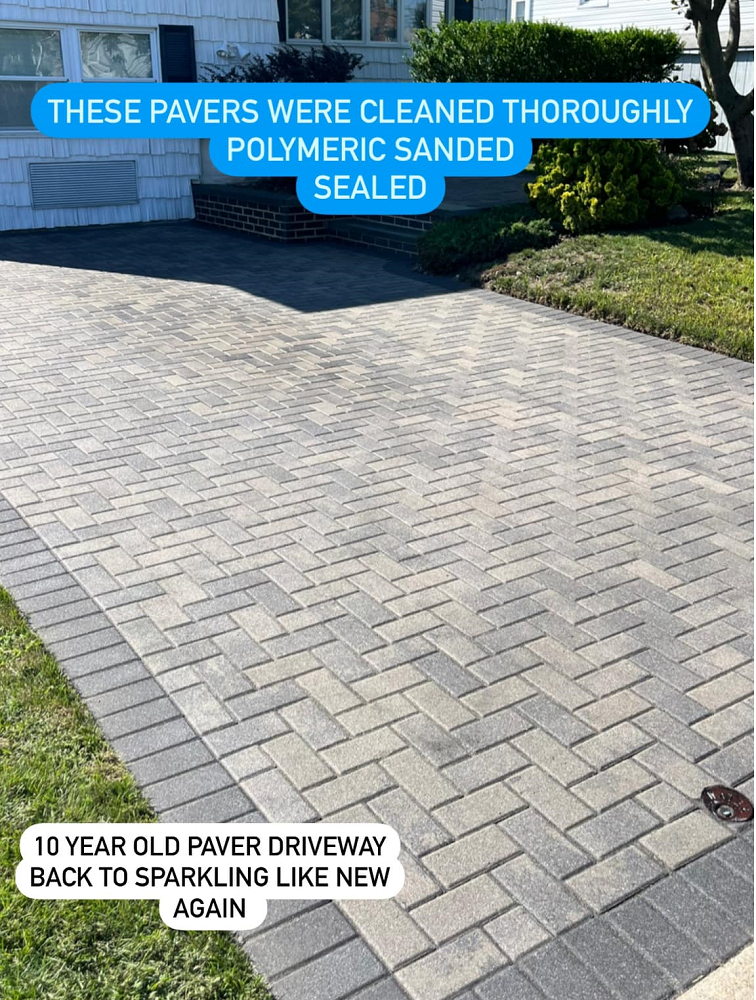 THESE PAVERS WERE CLEANED THOROUGHLY
POLYMERIC SANDED
SEALED
10 YEAR OLD PAVER DRIVEWAY
BACK TO SPARKLING LIKE NEW
AGAIN